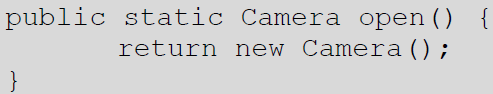 public static Camera open() {
        return new Camera();
}